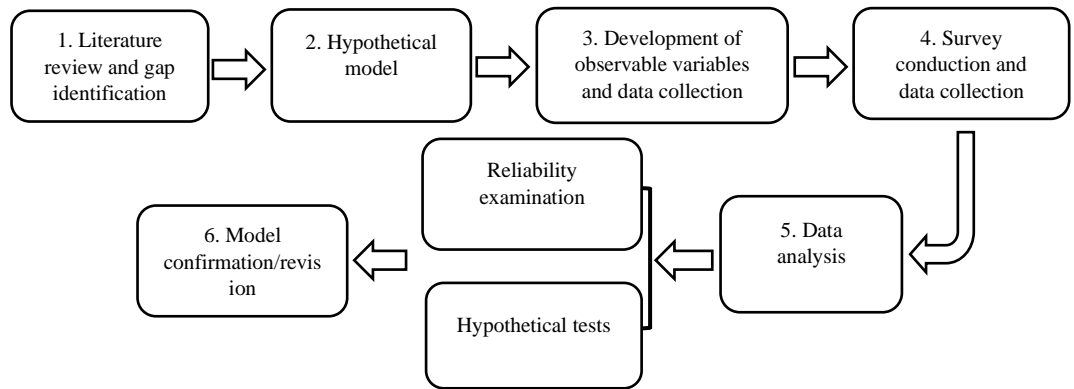 1. Literature
review and gap
identification
2. Hypothetical
model
3. Development of
observable variables
and data collection
4. Survey
conduction and
data collection
5. Data
analysis
Reliability
examination
Hypothetical tests
6. Model
confirmation/revis
ion